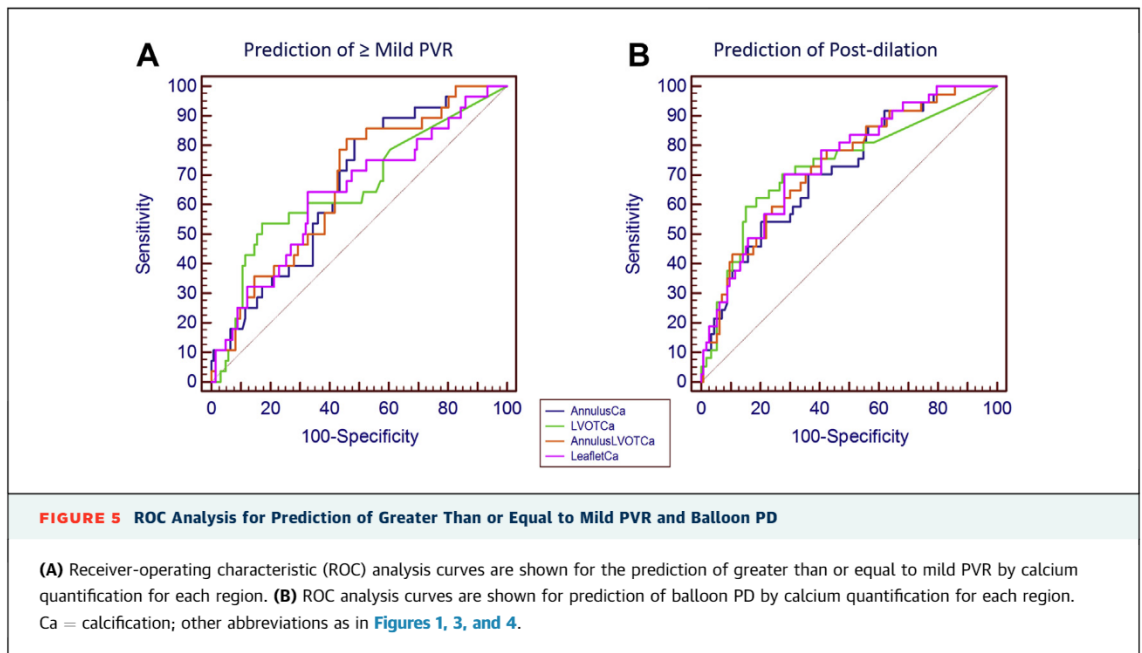 A
Prediction of ≥ Mild PVR
100
90
80
70
60
50
40
30
20
10
0
Sensitivity
0 20 40 60 80 100
100-Specificity
B
Prediction of Post-dilation
100
90
80
70
60
50
40
30
20
10
0
Sensitivity
0 20 40 60 80 100
100-Specificity
AnnulusCa
LVOTCa
AnnulusLVOTCa
LeafletCa
FIGURE 5 ROC Analysis for Prediction of Greater Than or Equal to Mild PVR and Balloon PD
(A) Receiver-operating characteristic (ROC) analysis curves are shown for the prediction of greater than or equal to mild PVR by calcium
quantification for each region. (B) ROC analysis curves are shown for prediction of balloon PD by calcium quantification for each region.
Ca = calcification; other abbreviations as in Figures 1, 3, and 4.